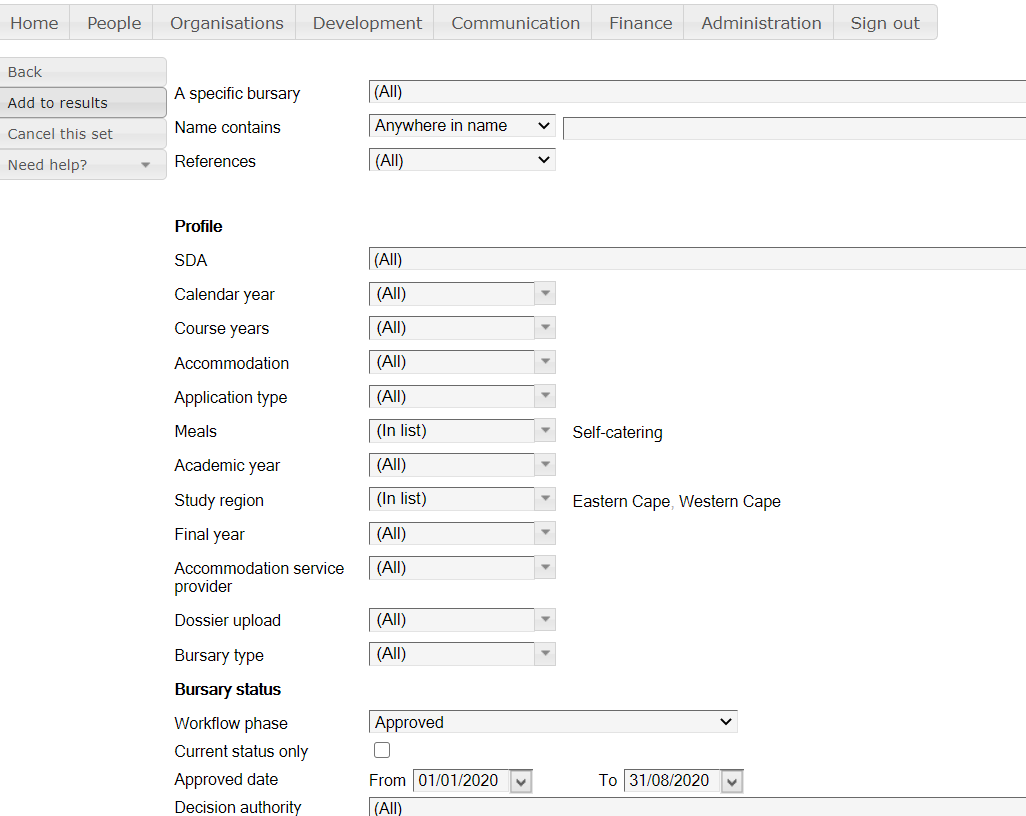 Home People Organisations Development Communication Finance Administration Sign out
Back
Add to results
Cancel this set
Need help?
A specific bursary (All)
Name contains Anywhere in name
References (All)
Profile
SDA (All)
Calendar year (All)
Course years (All)
Accommodation (All)
Application type (All)
Meals (In list) Self-catering
Academic year (All)
Study region (In list) Eastern Cape, Western Cape
Final year (All)
Accommodation service (All)
provider
Dossier upload (All)
Bursary type (All)
Bursary status
Workflow phase Approved
Current status only
Approved date From 01/01/2020 To 31/08/2020
Decision authority (All)